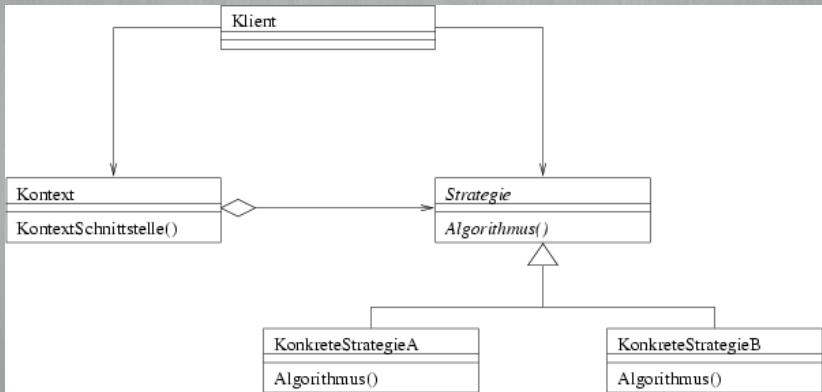 Klient
Kontext
KontextSchnittstelle()
Strategie
Algorithmus()
KonkreteStrategieA
Algorithmus()
KonkreteStrategieB
Algorithmus()